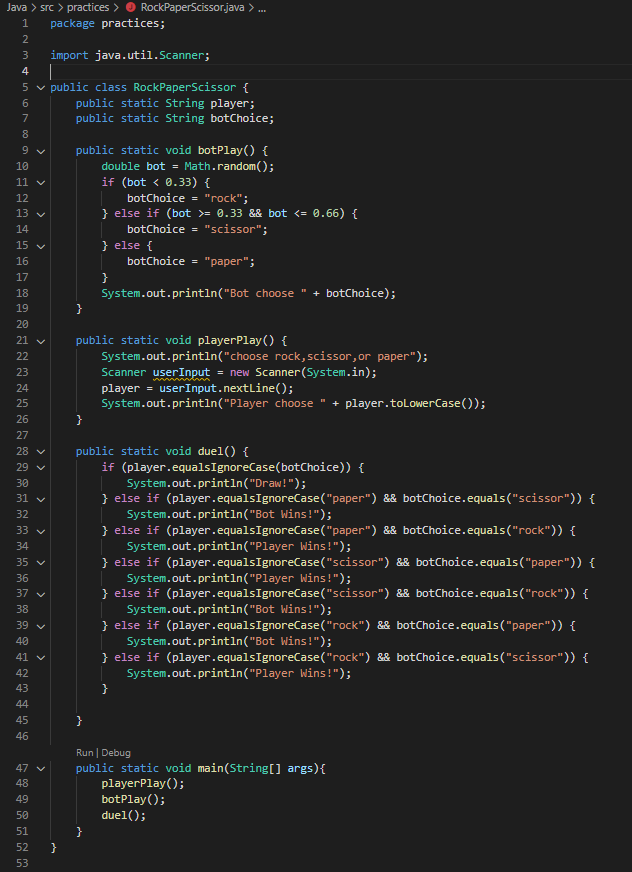 Java > src > practices > RockPaperScissor.java > ...
1 package practices;
2
3 import java.util.Scanner;
4
5 public class RockPaperScissor {
6     public static String player;
7     public static String botChoice;
8
9     public static void botPlay() {
10         double bot = Math.random();
11         if (bot < 0.33) {
12             botChoice = "rock";
13         } else if (bot >= 0.33 && bot <= 0.66) {
14             botChoice = "scissor";
15         } else {
16             botChoice = "paper";
17         }
18         System.out.println("Bot choose " + botChoice);
19     }
20
21     public static void playerPlay() {
22         System.out.println("choose rock,scissor,or paper");
23         Scanner userInput = new Scanner(System.in);
24         player = userInput.nextLine();
25         System.out.println("Player choose " + player.toLowerCase());
26     }
27
28     public static void duel() {
29         if (player.equalsIgnoreCase(botChoice)) {
30             System.out.println("Draw!");
31         } else if (player.equalsIgnoreCase("paper") && botChoice.equals("scissor")) {
32             System.out.println("Bot Wins!");
33         } else if (player.equalsIgnoreCase("paper") && botChoice.equals("rock")) {
34             System.out.println("Player Wins!");
35         } else if (player.equalsIgnoreCase("scissor") && botChoice.equals("paper")) {
36             System.out.println("Player Wins!");
37         } else if (player.equalsIgnoreCase("scissor") && botChoice.equals("rock")) {
38             System.out.println("Bot Wins!");
39         } else if (player.equalsIgnoreCase("rock") && botChoice.equals("paper")) {
40             System.out.println("Bot Wins!");
41         } else if (player.equalsIgnoreCase("rock") && botChoice.equals("scissor")) {
42             System.out.println("Player Wins!");
43         }
44
45     }
46
Run | Debug
47     public static void main(String[] args){
48         playerPlay();
49         botPlay();
50         duel();
51     }
52 }
53